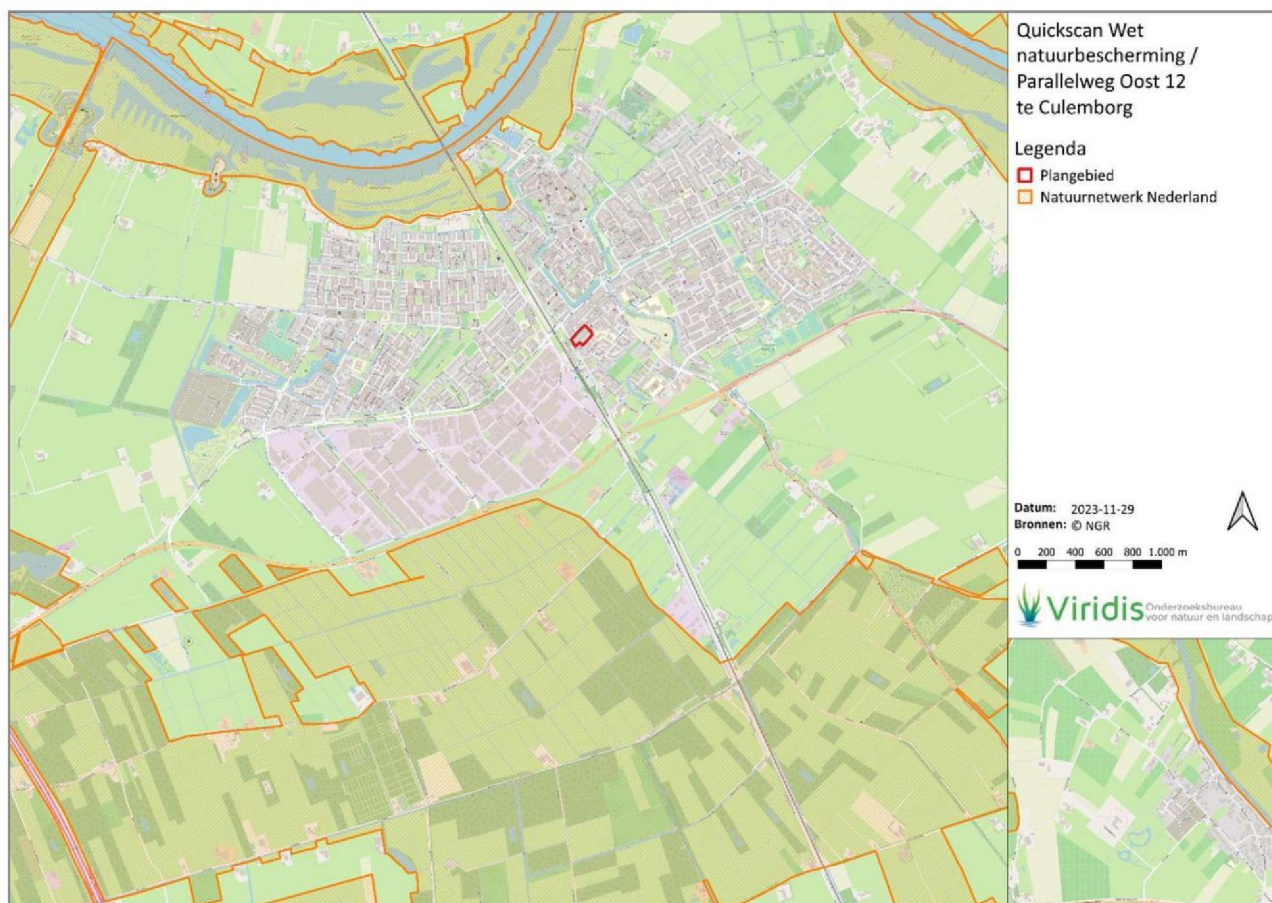 Quickscan Wet
natuurbescherming /
Parallelweg Oost 12
te Culemborg
Legenda
Plangebied
Natuurnetwerk Nederland
Datum: 2023-11-29
Bronnen: © NGR
0 200 400 600 800 1.000 m
Viridis Onderzoeksbureau
voor natuur en landschap